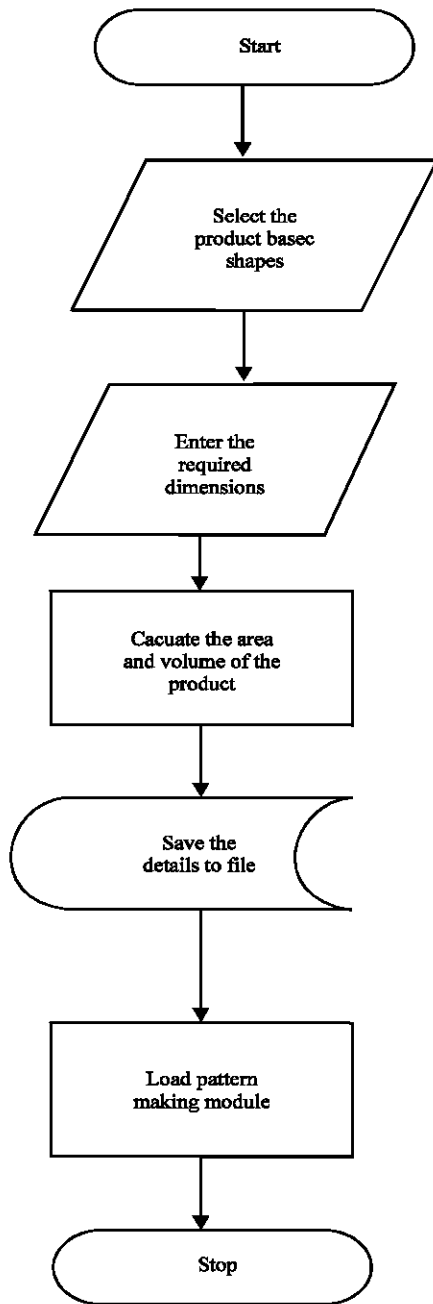 Start
Select the
product basec
shapes
Enter the
required
dimensions
Cacuate the area
and volume of the
product
Save the
details to file
Load pattern
making module
Stop